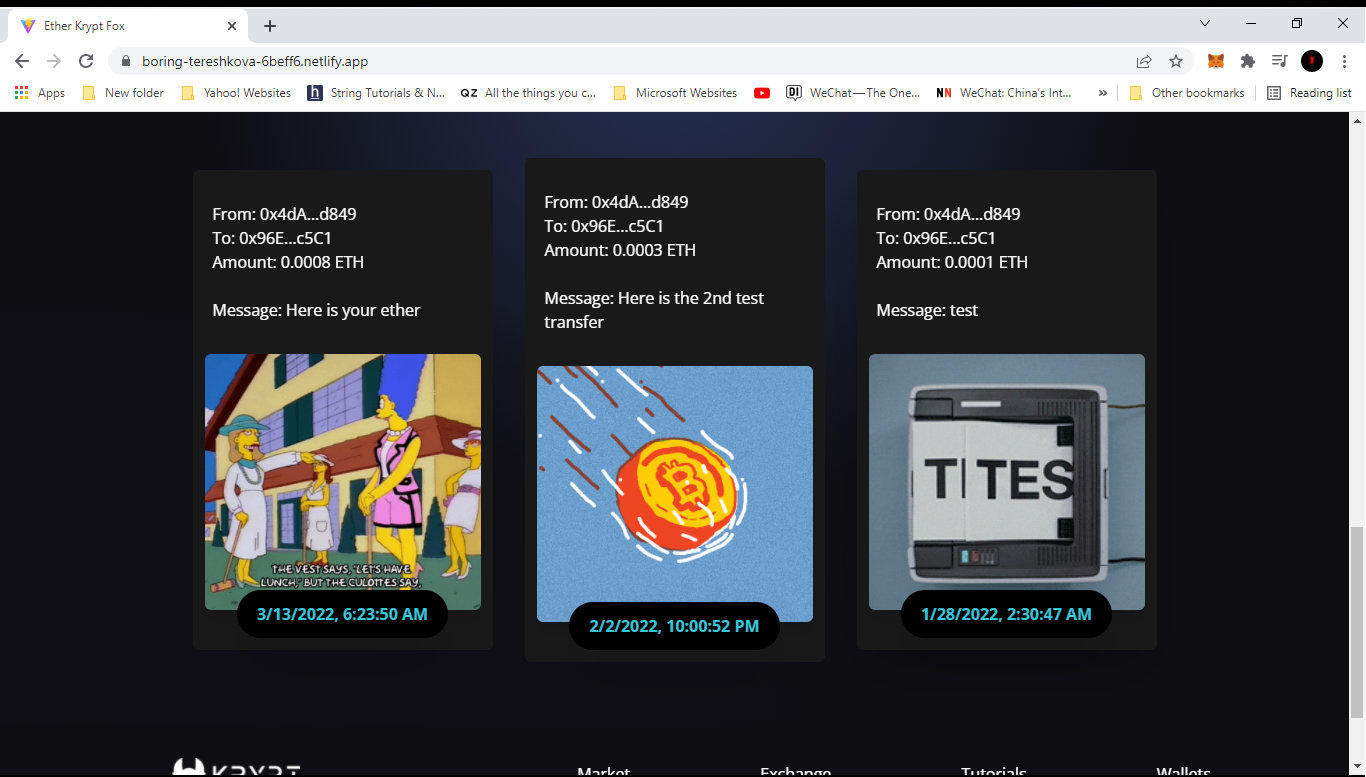 Ether Krypt Fox
boring-tereshkova-6beff6.netlify.app
Apps
New folder
Yahoo! Websites
h
String Tutorials & N...
QZ
All the things you c...
Microsoft Websites
DJ
WeChat — The One...
NN
WeChat: China's Int...
»
Other bookmarks
Reading list
From: 0x4dA...d849
To: 0x96E...c5C1
Amount: 0.0008 ETH
Message: Here is your ether
THE VEST SAYS, "LET'S HAVE
LUNCH," BUT THE CULOTTES SAY,
3/13/2022, 6:23:50 AM
From: 0x4dA...d849
To: 0x96E...c5C1
Amount: 0.0003 ETH
Message: Here is the 2nd test
transfer
2/2/2022, 10:00:52 PM
From: 0x4dA...d849
To: 0x96E...c5C1
Amount: 0.0001 ETH
Message: test
TES
1/28/2022, 2:30:47 AM
KRYPT
Market
Exchange
Tutorials
Wallets